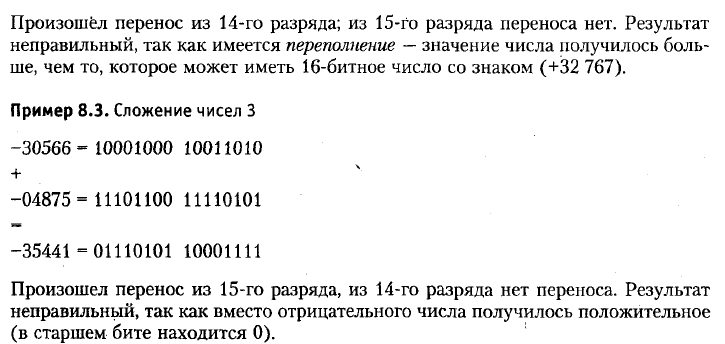 Произошёл перенос из 14-го разряда; из 15-го разряда переноса нет. Результат
неправильный, так как имеется переполнение — значение числа получилось боль-
ше, чем то, которое может иметь 16-битное число со знаком (+32 767).
Пример 8.3. Сложение чисел 3
−30566 = 10001000 10011010
+
−04875 = 11101100 11110101
=
−35441 = 01110101 10001111
Произошел перенос из 15-го разряда, из 14-го разряда нет переноса. Результат
неправильный, так как вместо отрицательного числа получилось положительное
(в старшем бите находится 0).